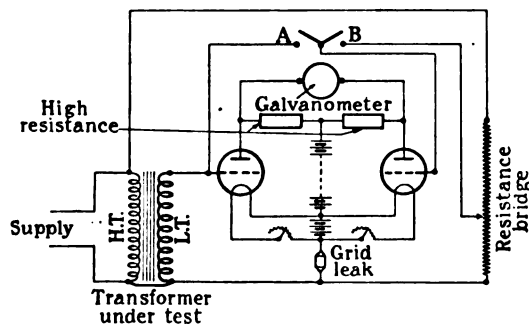 A
B
Galvanometer
High
resistance
Supply
H.T.
L.T.
Grid
leak
Resistance
bridge
Transformer
under test